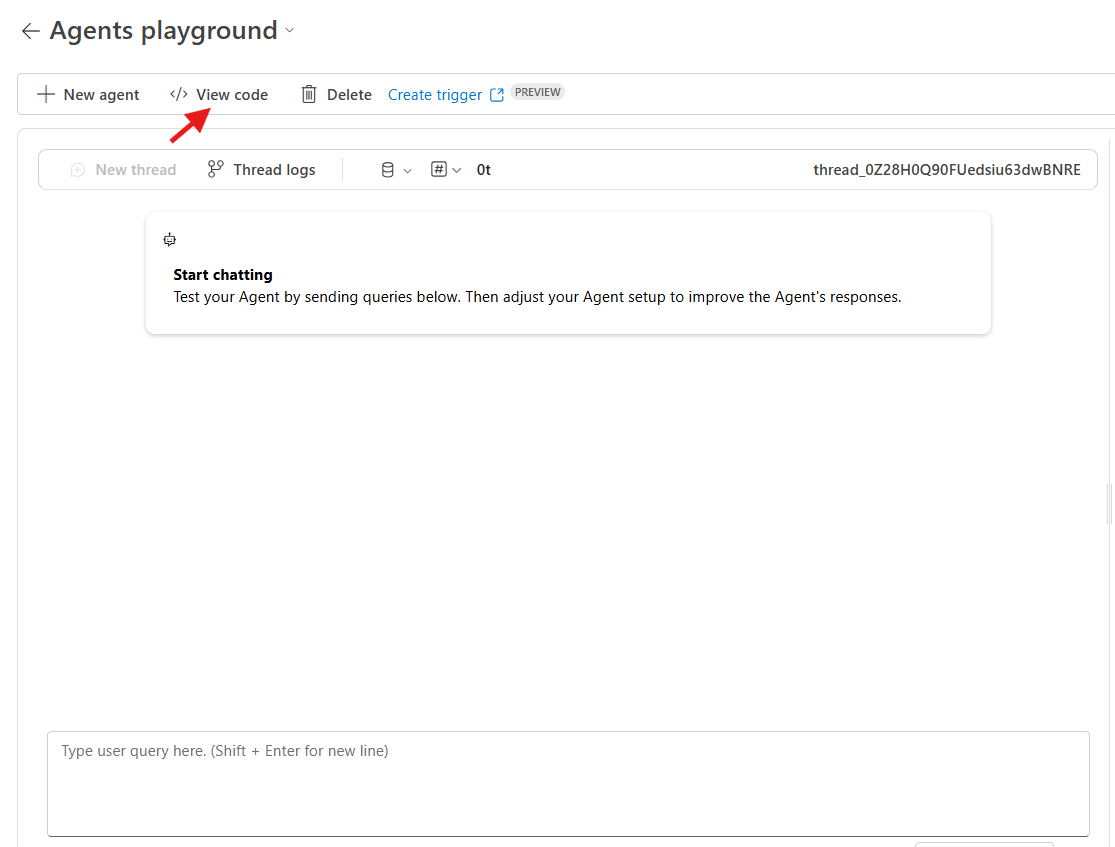 Agents playground
New agent </> View code Delete Create trigger PREVIEW
New thread Thread logs # 0t thread_0Z28H0Q90FUedsiu63dwBNRE
Start chatting
Test your Agent by sending queries below. Then adjust your Agent setup to improve the Agent's responses.
Type user query here. (Shift + Enter for new line)